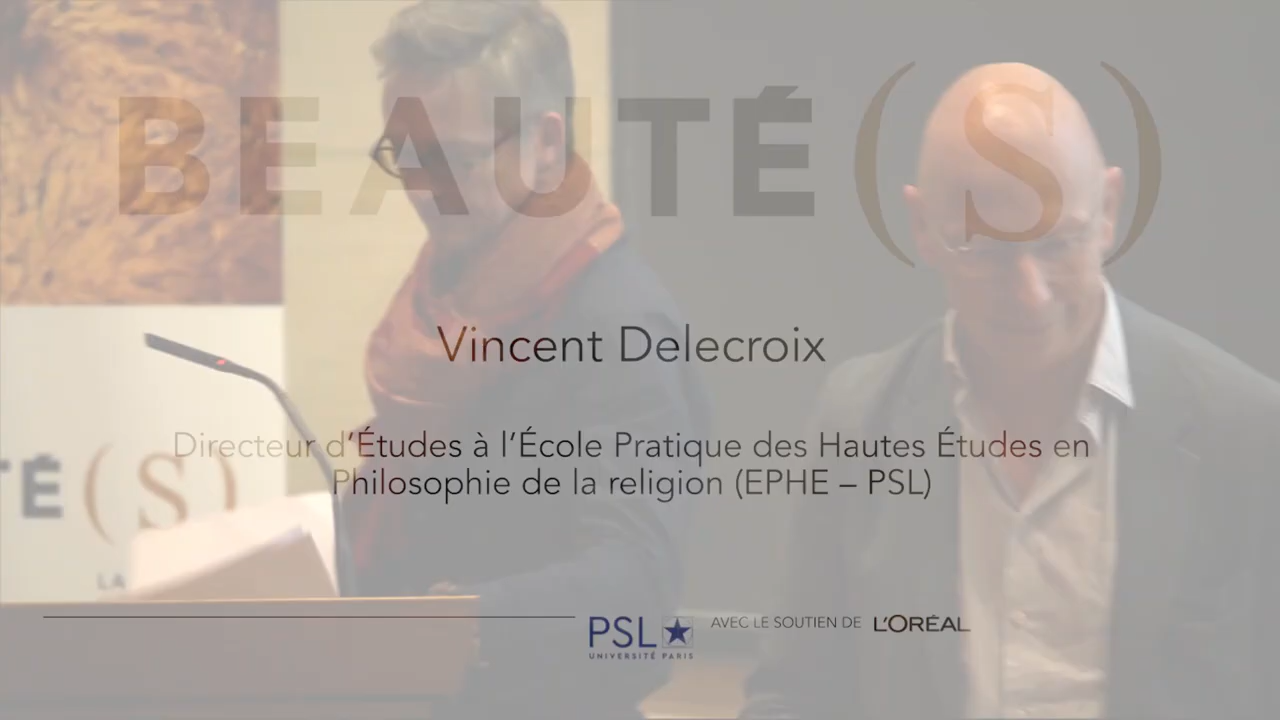 BEAUTÉ(S)
Vincent Delecroix
Directeur d'Études à l'École Pratique des Hautes Études en
Philosophie de la religion (EPHE – PSL)
TÉ(S)
LA
PSL
UNIVERSITÉ PARIS
AVEC LE SOUTIEN DE L'ORÉAL